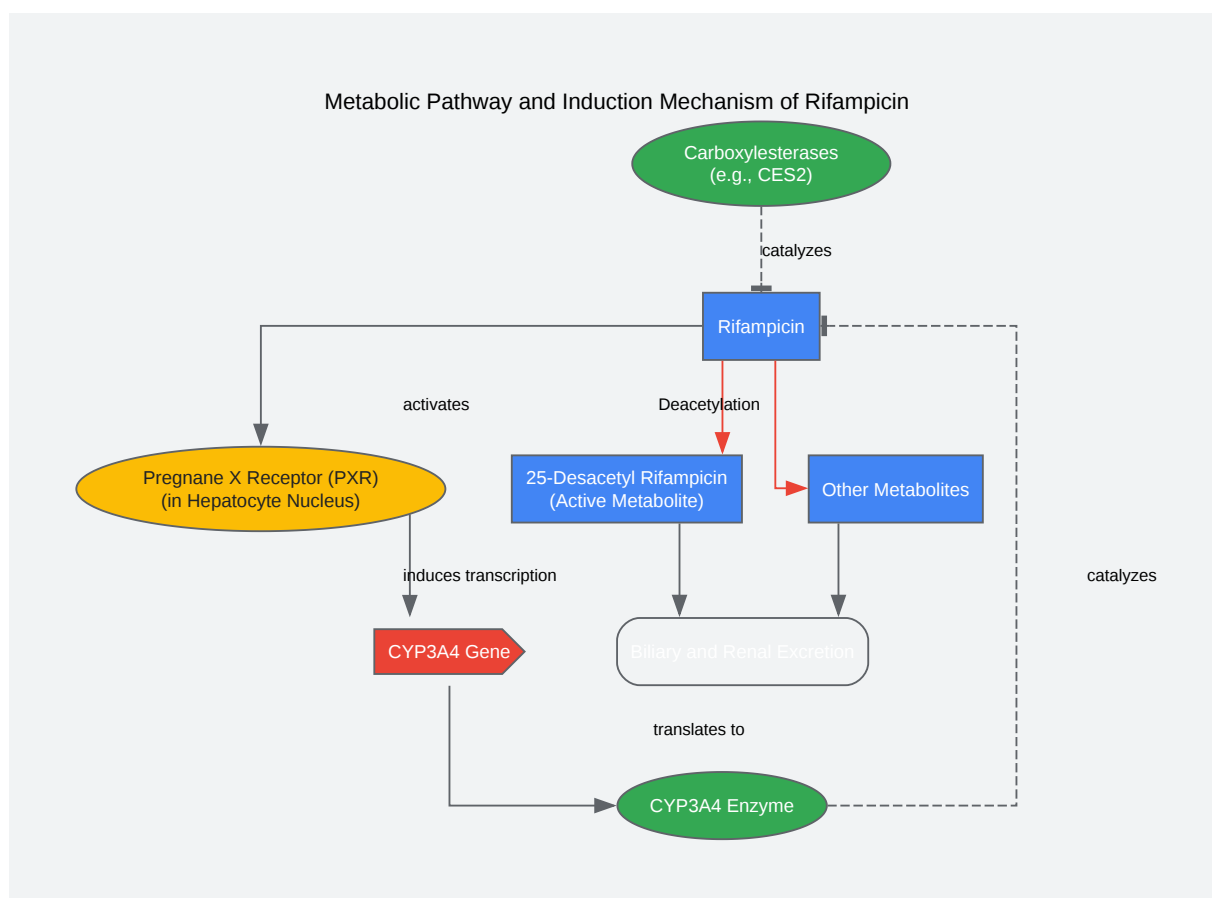 Metabolic Pathway and Induction Mechanism of Rifampicin
Carboxylesterases
(e.g., CES2)
catalyzes
Rifampicin
activates
Deacetylation
Pregnane X Receptor (PXR)
(in Hepatocyte Nucleus)
25-Desacetyl Rifampicin
(Active Metabolite)
Other Metabolites
induces transcription
catalyzes
CYP3A4 Gene
Biliary and Renal Excretion
translates to
CYP3A4 Enzyme